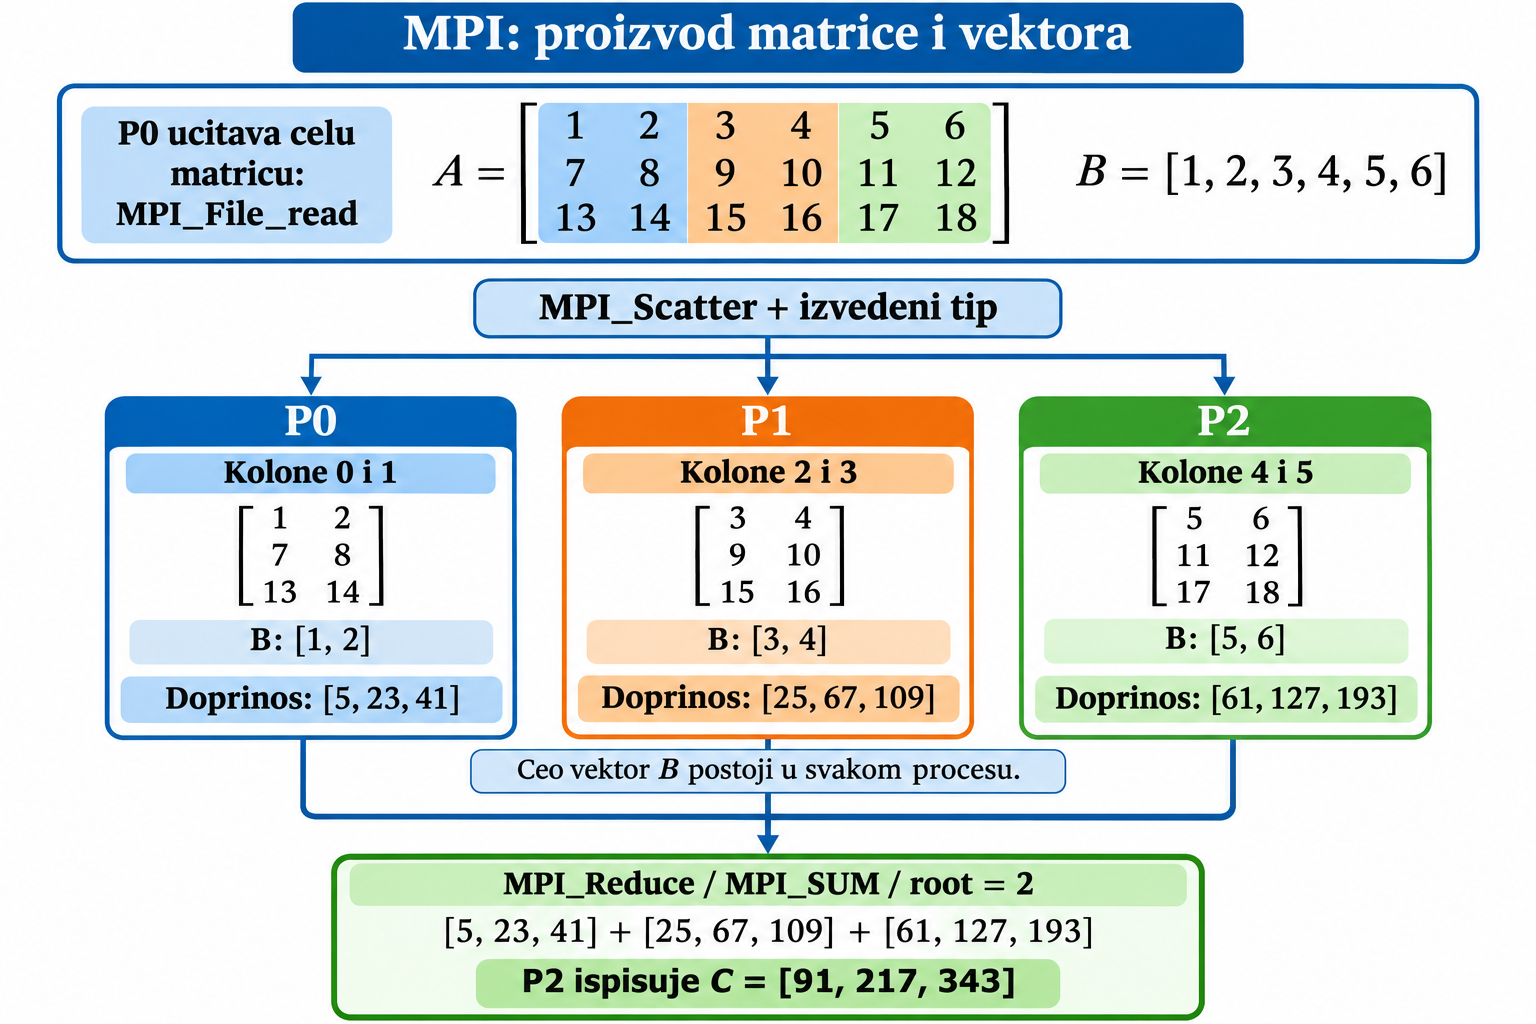 MPI: proizvod matrice i vektora
P0 ucitava celu
matricu:
MPI_File_read
A =
1 2 3 4 5 6
7 8 9 10 11 12
13 14 15 16 17 18
B = [1, 2, 3, 4, 5, 6]
MPI_Scatter + izvedeni tip
P0
Kolone 0 i 1
1 2
7 8
13 14
B: [1, 2]
Doprinos: [5, 23, 41]
P1
Kolone 2 i 3
3 4
9 10
15 16
B: [3, 4]
Doprinos: [25, 67, 109]
P2
Kolone 4 i 5
5 6
11 12
17 18
B: [5, 6]
Doprinos: [61, 127, 193]
Ceo vektor B postoji u svakom procesu.
MPI_Reduce / MPI_SUM / root = 2
[5, 23, 41] + [25, 67, 109] + [61, 127, 193]
P2 ispisuje C = [91, 217, 343]